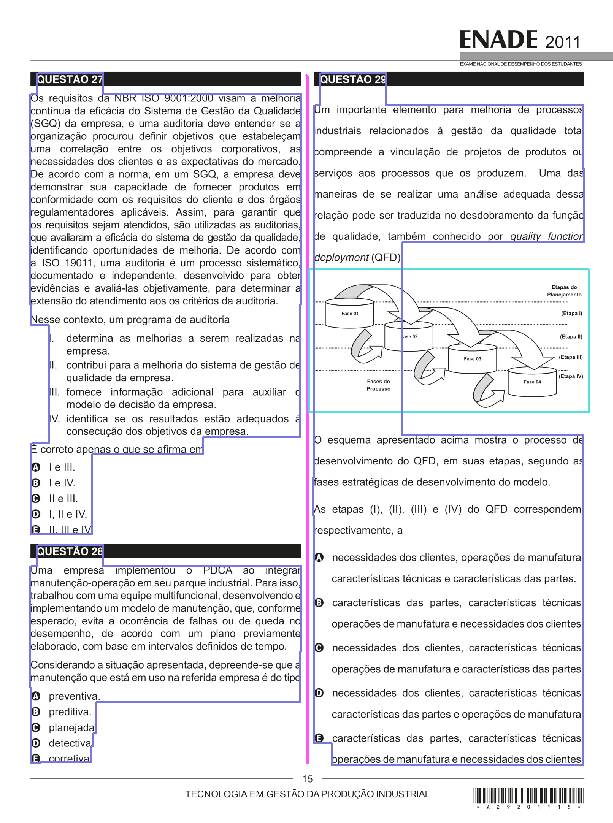 ENADE 2011
EXAME NACIONAL DE DESEMPENHO DOS ESTUDANTES
QUESTÃO 27
Os requisitos da NBR ISO 9001:2000 visam à melhoria
contínua da eficácia do Sistema de Gestão da Qualidade
(SGQ) da empresa, e uma auditoria deve entender se a
organização procurou definir objetivos que estabeleçam
uma correlação entre os objetivos corporativos, as
necessidades dos clientes e as expectativas do mercado.
De acordo com a norma, em um SGQ, a empresa deve
demonstrar sua capacidade de fornecer produtos em
conformidade com os requisitos do cliente e dos órgãos
regulamentadores aplicáveis. Assim, para garantir que
os requisitos sejam atendidos, são utilizadas as auditorias,
que avaliaram a eficácia do sistema de gestão da qualidade,
identificando oportunidades de melhoria. De acordo com
a ISO 19011, uma auditoria é um processo sistemático,
documentado e independente, desenvolvido para obter
evidências e avaliá-las objetivamente, para determinar a
extensão do atendimento aos os critérios da auditoria.
Nesse contexto, um programa de auditoria
I. determina as melhorias a serem realizadas na
empresa.
II. contribui para a melhoria do sistema de gestão de
qualidade da empresa.
III. fornece informação adicional para auxiliar o
modelo de decisão da empresa.
IV. identifica se os resultados estão adequados à
consecução dos objetivos da empresa.
É correto apenas o que se afirma em
A I e III.
B I e IV.
C II e III.
D I, II e IV.
E II, III e IV.
QUESTÃO 28
Uma empresa implementou o PDCA ao integrar
manutenção-operação em seu parque industrial. Para isso,
trabalhou com uma equipe multifuncional, desenvolvendo e
implementando um modelo de manutenção, que, conforme
esperado, evita a ocorrência de falhas ou de queda no
desempenho, de acordo com um plano previamente
elaborado, com base em intervalos definidos de tempo.
Considerando a situação apresentada, depreende-se que a
manutenção que está em uso na referida empresa é do tipo
A preventiva.
B preditiva.
C planejada.
D detectiva.
E corretiva.
QUESTÃO 29
Um importante elemento para melhoria de processos
industriais relacionados à gestão da qualidade total
compreende a vinculação de projetos de produtos ou
serviços aos processos que os produzem. Uma das
maneiras de se realizar uma análise adequada dessa
relação pode ser traduzida no desdobramento da função
de qualidade, também conhecido por quality function
deployment (QFD).
Etapas do
Planejamento
Fase 01
(Etapa I)
Fase 02
(Etapa II)
Fase 03
(Etapa III)
Fase 04
(Etapa IV)
Fases do
Processo
O esquema apresentado acima mostra o processo de
desenvolvimento do QFD, em suas etapas, segundo as
fases estratégicas de desenvolvimento do modelo.
As etapas (I), (II), (III) e (IV) do QFD correspondem,
respectivamente, a
A necessidades dos clientes, operações de manufatura
características técnicas e características das partes.
B características das partes, características técnicas
operações de manufatura e necessidades dos clientes
C necessidades dos clientes, características técnicas
operações de manufatura e características das partes
D necessidades dos clientes, características técnicas
características das partes e operações de manufatura
E características das partes, características técnicas
operações de manufatura e necessidades dos clientes
15
TECNOLOGIA EM GESTÃO DA PRODUÇÃO INDUSTRIAL
* A 2 9 2 0 1 1 1 5 *